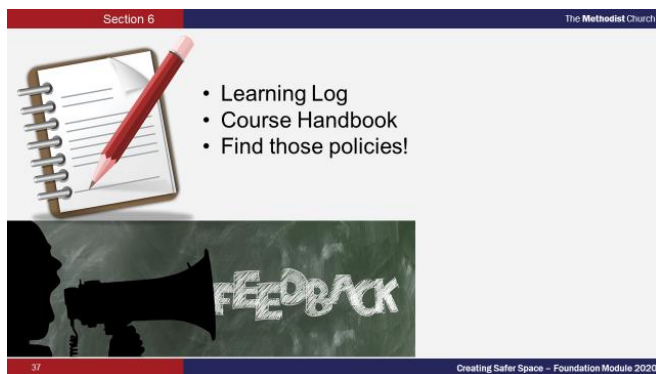 Section 6
The Methodist Church
• Learning Log
• Course Handbook
• Find those policies!
FEEDBACK
37
Creating Safer Space – Foundation Module 2020